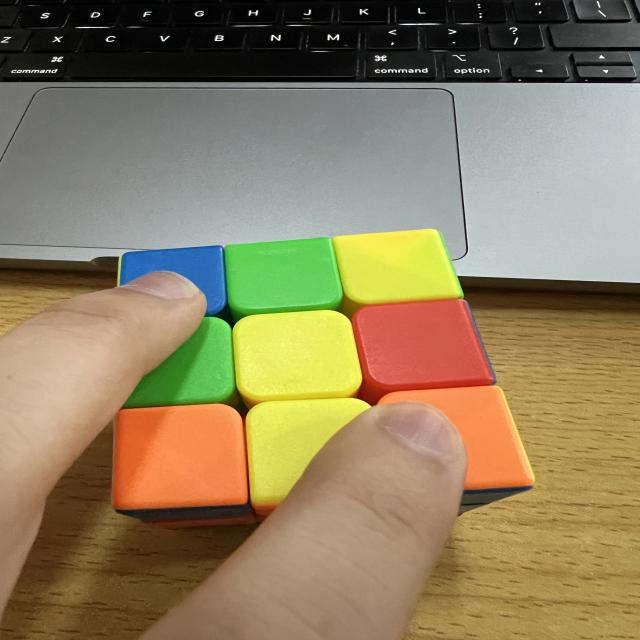 S D F G H J K L : ; " '
Z X C V B N M < , > . ? /
⌘ ⌘ ⌥
command command option